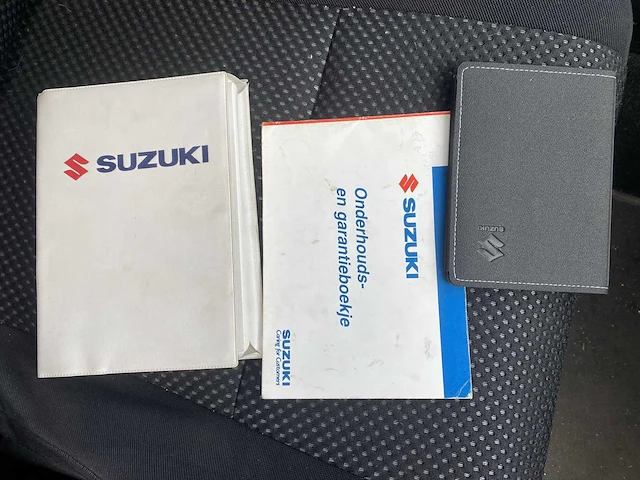 SUZUKI
SUZUKI
Onderhouds-
en garantieboekje
SUZUKI
Caring for Customers
SUZUKI